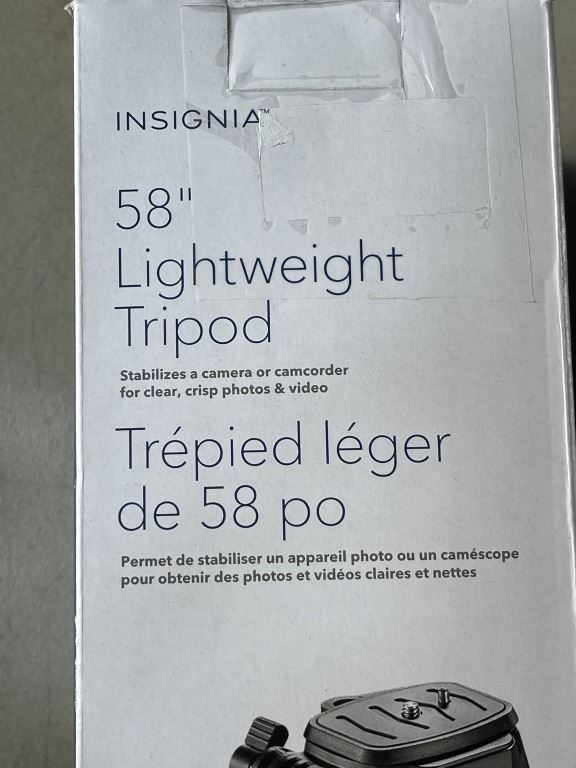 INSIGNIA™
58"
Lightweight
Tripod
Stabilizes a camera or camcorder
for clear, crisp photos & video
Trépied léger
de 58 po
Permet de stabiliser un appareil photo ou un caméscope
pour obtenir des photos et vidéos claires et nettes